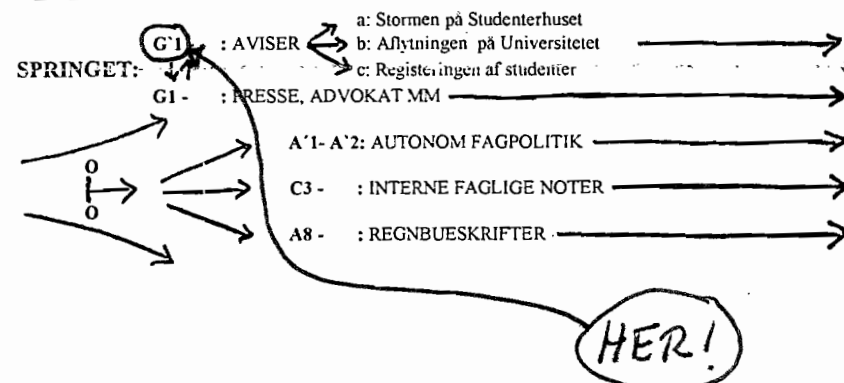 a: Stormen på Studenterhuset
G`1 : AVISER b: Aflytningen på Universitetet
SPRINGET: c: Registeringen af studenter
G1 - : PRESSE, ADVOKAT MM
A´1- A`2: AUTONOM FAGPOLITIK
O
C3 - : INTERNE FAGLIGE NOTER
O
A8 - : REGNBUESKRIFTER
HER!